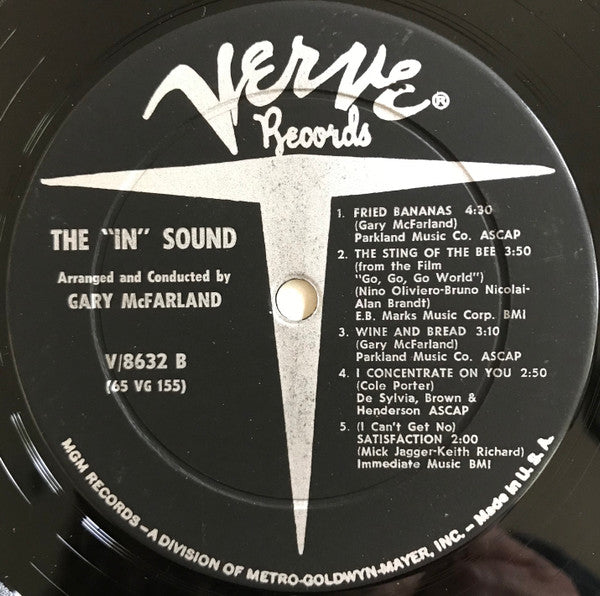 Verve®
Records
THE "IN" SOUND
Arranged and Conducted by
GARY McFARLAND
V/8632 B
(65 VG 155)
1. FRIED BANANAS 4:30
(Gary McFarland)
Parkland Music Co. ASCAP
2. THE STING OF THE BEE 3:50
(from the Film
"Go, Go, Go World")
(Nino Oliviero-Bruno Nicolai-
Alan Brandt)
E.B. Marks Music Corp. BMI
3. WINE AND BREAD 3:10
(Gary McFarland)
Parkland Music Co. ASCAP
4. I CONCENTRATE ON YOU 2:50
(Cole Porter)
De Sylvia, Brown &
Henderson ASCAP
5. (I Can't Get No)
SATISFACTION 2:00
(Mick Jagger-Keith Richard)
Immediate Music BMI
MGM RECORDS – A DIVISION OF METRO-GOLDWYN-MAYER, INC. – Made in U.S.A.